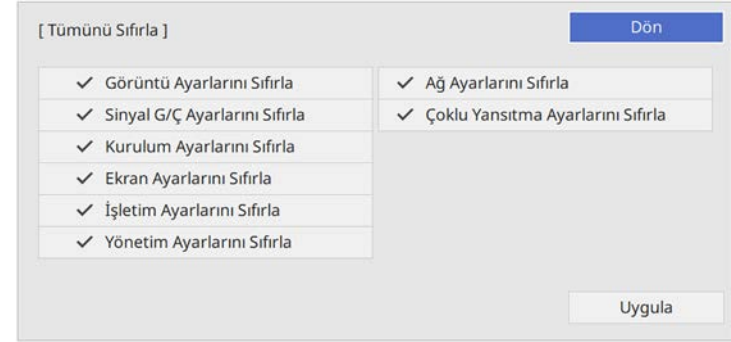 [ Tümünü Sıfırla ]
Dön
✓ Görüntü Ayarlarını Sıfırla
✓ Sinyal G/Ç Ayarlarını Sıfırla
✓ Kurulum Ayarlarını Sıfırla
✓ Ekran Ayarlarını Sıfırla
✓ İşletim Ayarlarını Sıfırla
✓ Yönetim Ayarlarını Sıfırla
✓ Ağ Ayarlarını Sıfırla
✓ Çoklu Yansıtma Ayarlarını Sıfırla
Uygula